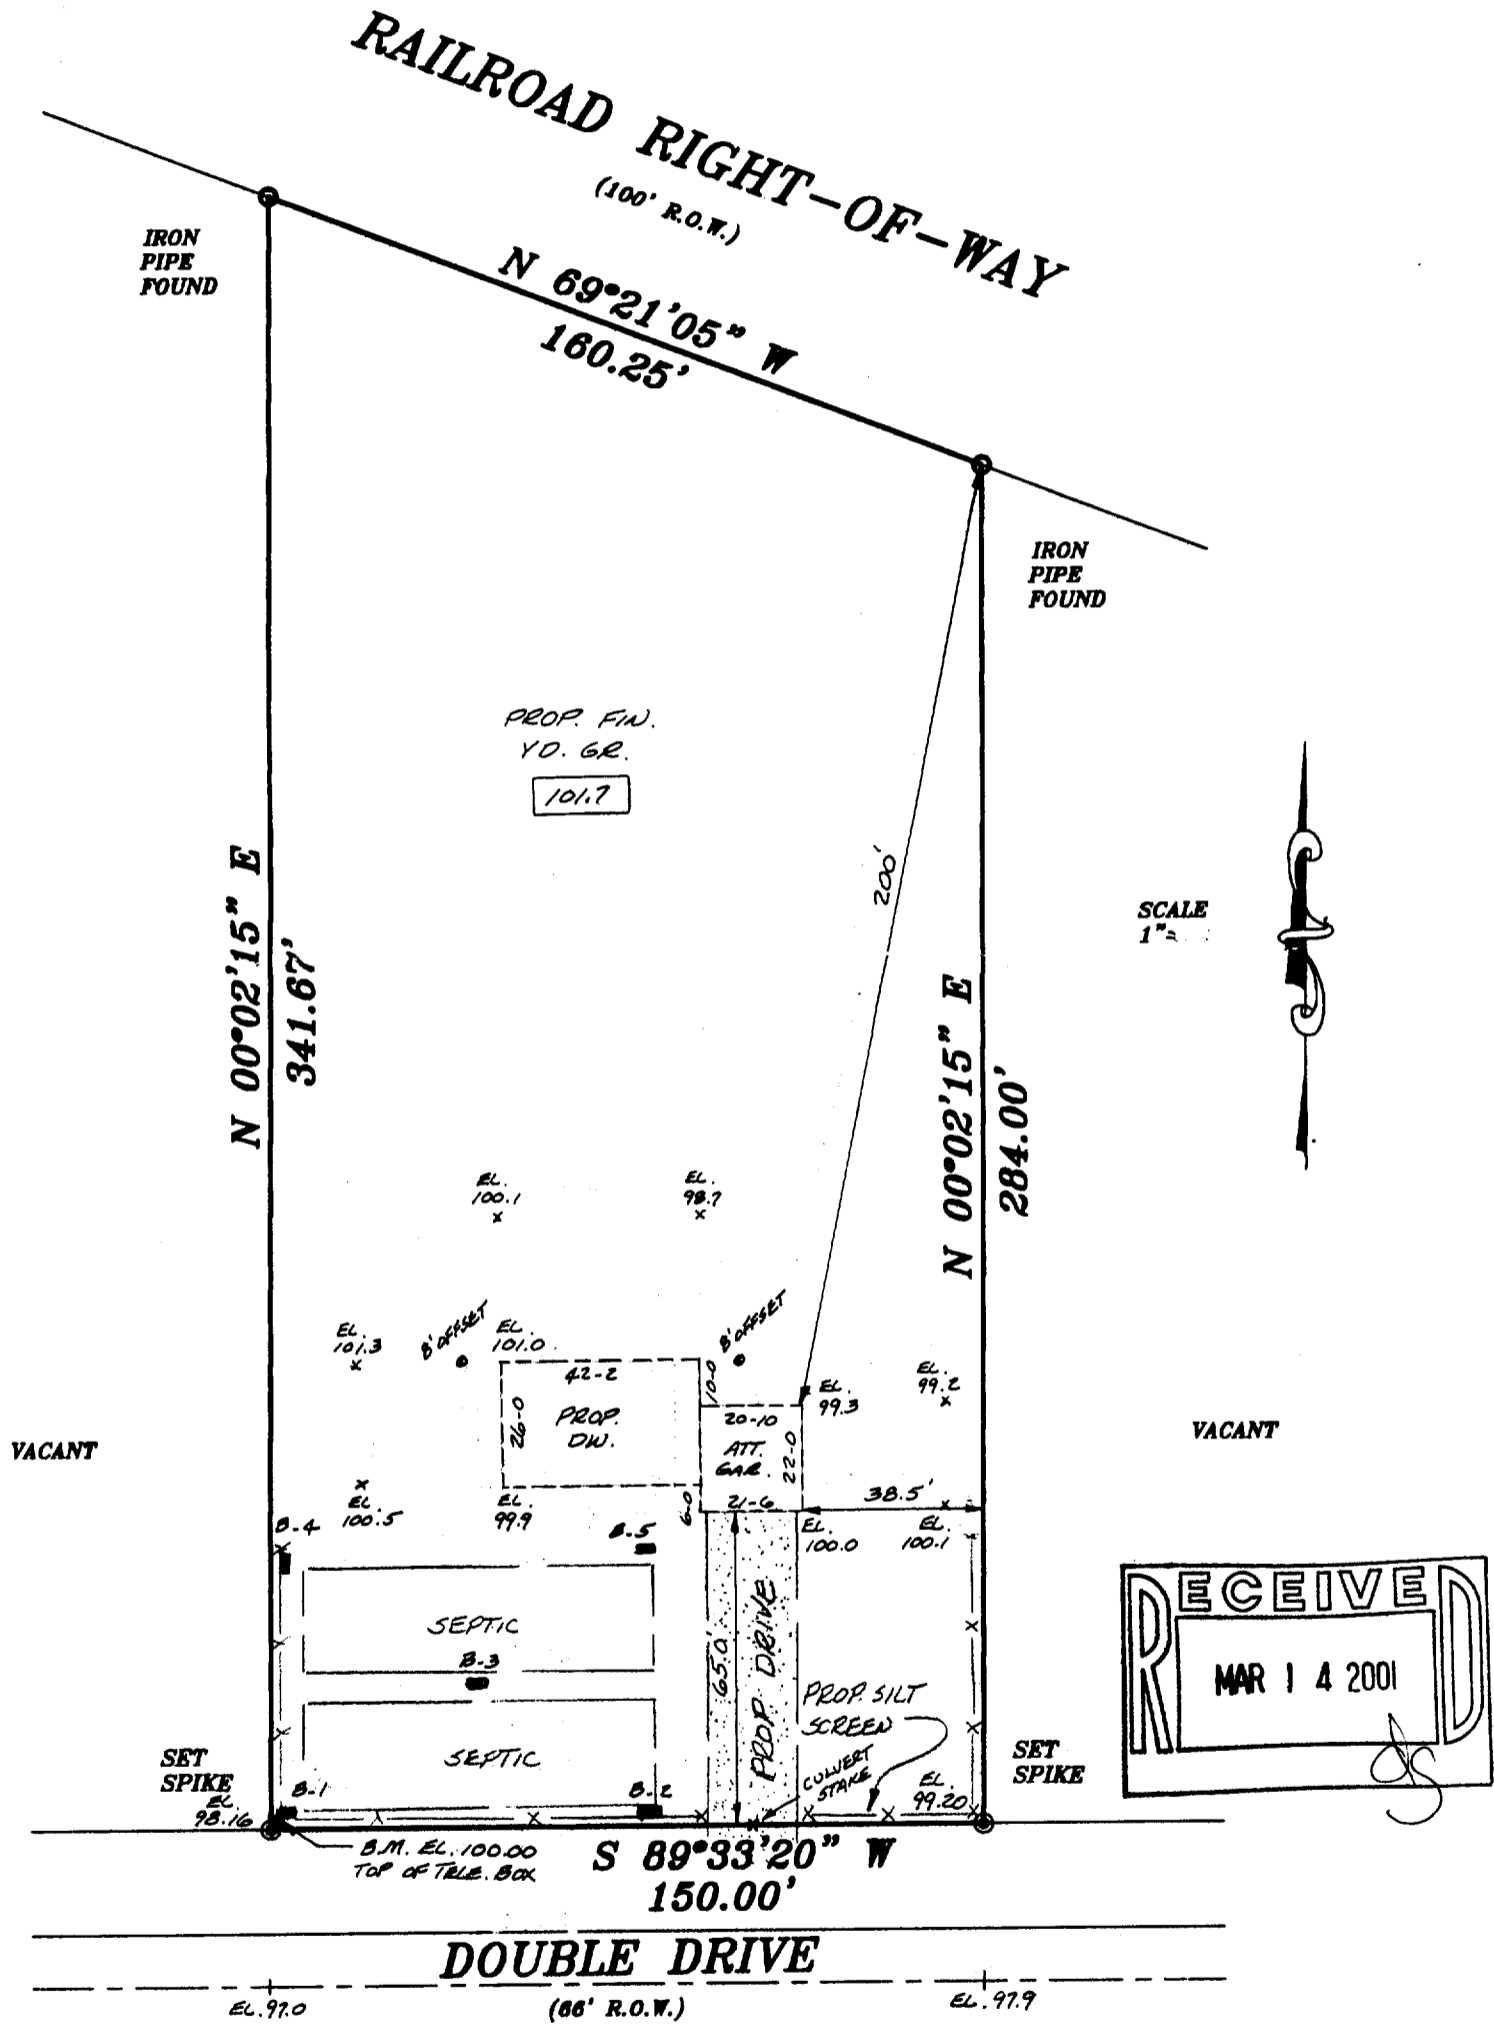 RAILROAD RIGHT-OF-WAY
(100' R.O.W.)
N 69°21'05" W
160.25'
IRON
PIPE
FOUND
IRON
PIPE
FOUND
PROP. FIN.
YD. GR.
101.7
200'
SCALE
1"=
N 00°02'15" E
341.67'
N 00°02'15" E
284.00'
EL.
100.1
x
EL.
98.7
x
EL.
101.3
x
8' OFFSET
EL.
101.0
8' OFFSET
42-2
10-0
26-0
PROP.
DW.
20-10
ATT.
GAR.
22-0
21-6
6-0
EL.
99.3
EL.
99.2
x
VACANT
VACANT
x
EL.
100.5
EL.
99.9
38.5'
EL.
100.0
EL.
100.1
B-4
B-5
SEPTIC
B-3
SEPTIC
65.0'
PROP. DRIVE
PROP. SILT
SCREEN
CULVERT
STAKE
RECEIVED
MAR 14 2001
SET
SPIKE
EL
98.16
B-1
B-2
EL.
99.20
SET
SPIKE
B.M. EL. 100.00
TOP OF TELE. BOX
S 89°33'20" W
150.00'
DOUBLE DRIVE
(66' R.O.W.)
EL. 97.0
EL. 97.9